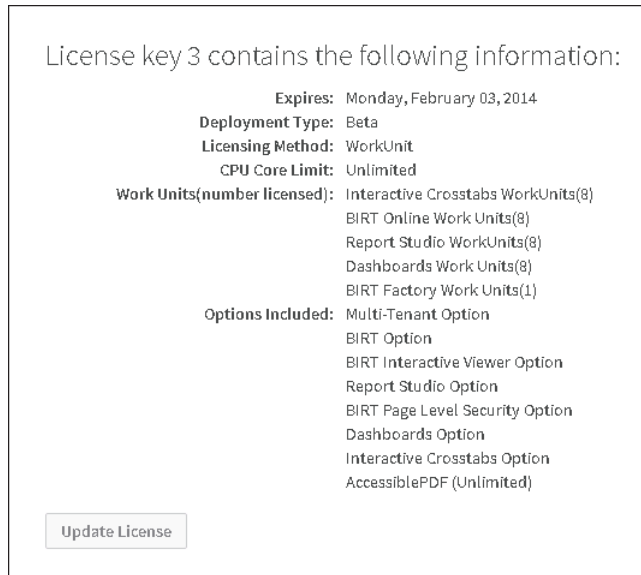 License key 3 contains the following information:
Expires: Monday, February 03, 2014
Deployment Type: Beta
Licensing Method: WorkUnit
CPU Core Limit: Unlimited
Work Units(number licensed): Interactive Crosstabs WorkUnits(8)
BIRT Online Work Units(8)
Report Studio WorkUnits(8)
Dashboards Work Units(8)
BIRT Factory Work Units(1)
Options Included: Multi-Tenant Option
BIRT Option
BIRT Interactive Viewer Option
Report Studio Option
BIRT Page Level Security Option
Dashboards Option
Interactive Crosstabs Option
AccessiblePDF (Unlimited)
Update License